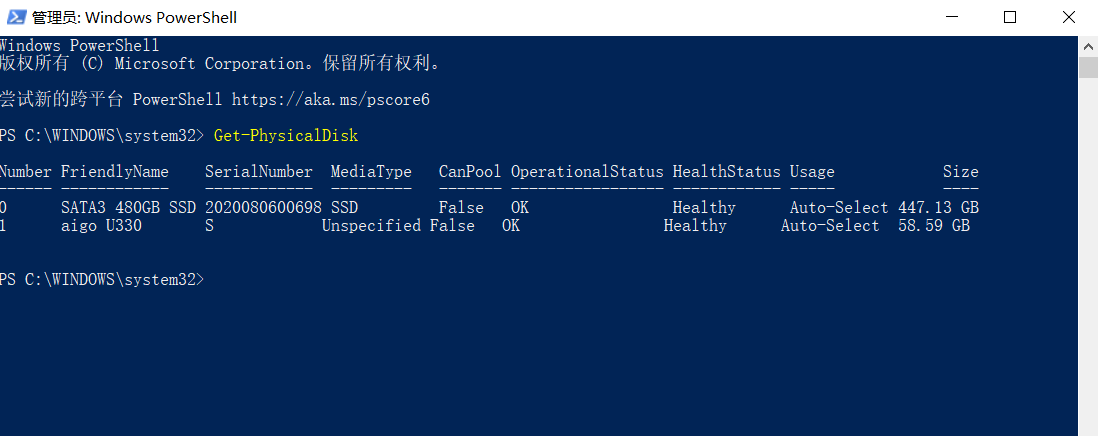 管理员: Windows PowerShell
Windows PowerShell
版权所有 (C) Microsoft Corporation。保留所有权利。
尝试新的跨平台 PowerShell https://aka.ms/pscore6
PS C:\WINDOWS\system32> Get-PhysicalDisk
Number FriendlyName    SerialNumber  MediaType   CanPool OperationalStatus HealthStatus Usage            Size
------ ------------    ------------  ---------   ------- ----------------- ------------ -----            ----
0      SATA3 480GB SSD 2020080600698 SSD         False   OK                Healthy      Auto-Select 447.13 GB
1      aigo U330       S            Unspecified False   OK                Healthy      Auto-Select  58.59 GB
PS C:\WINDOWS\system32>